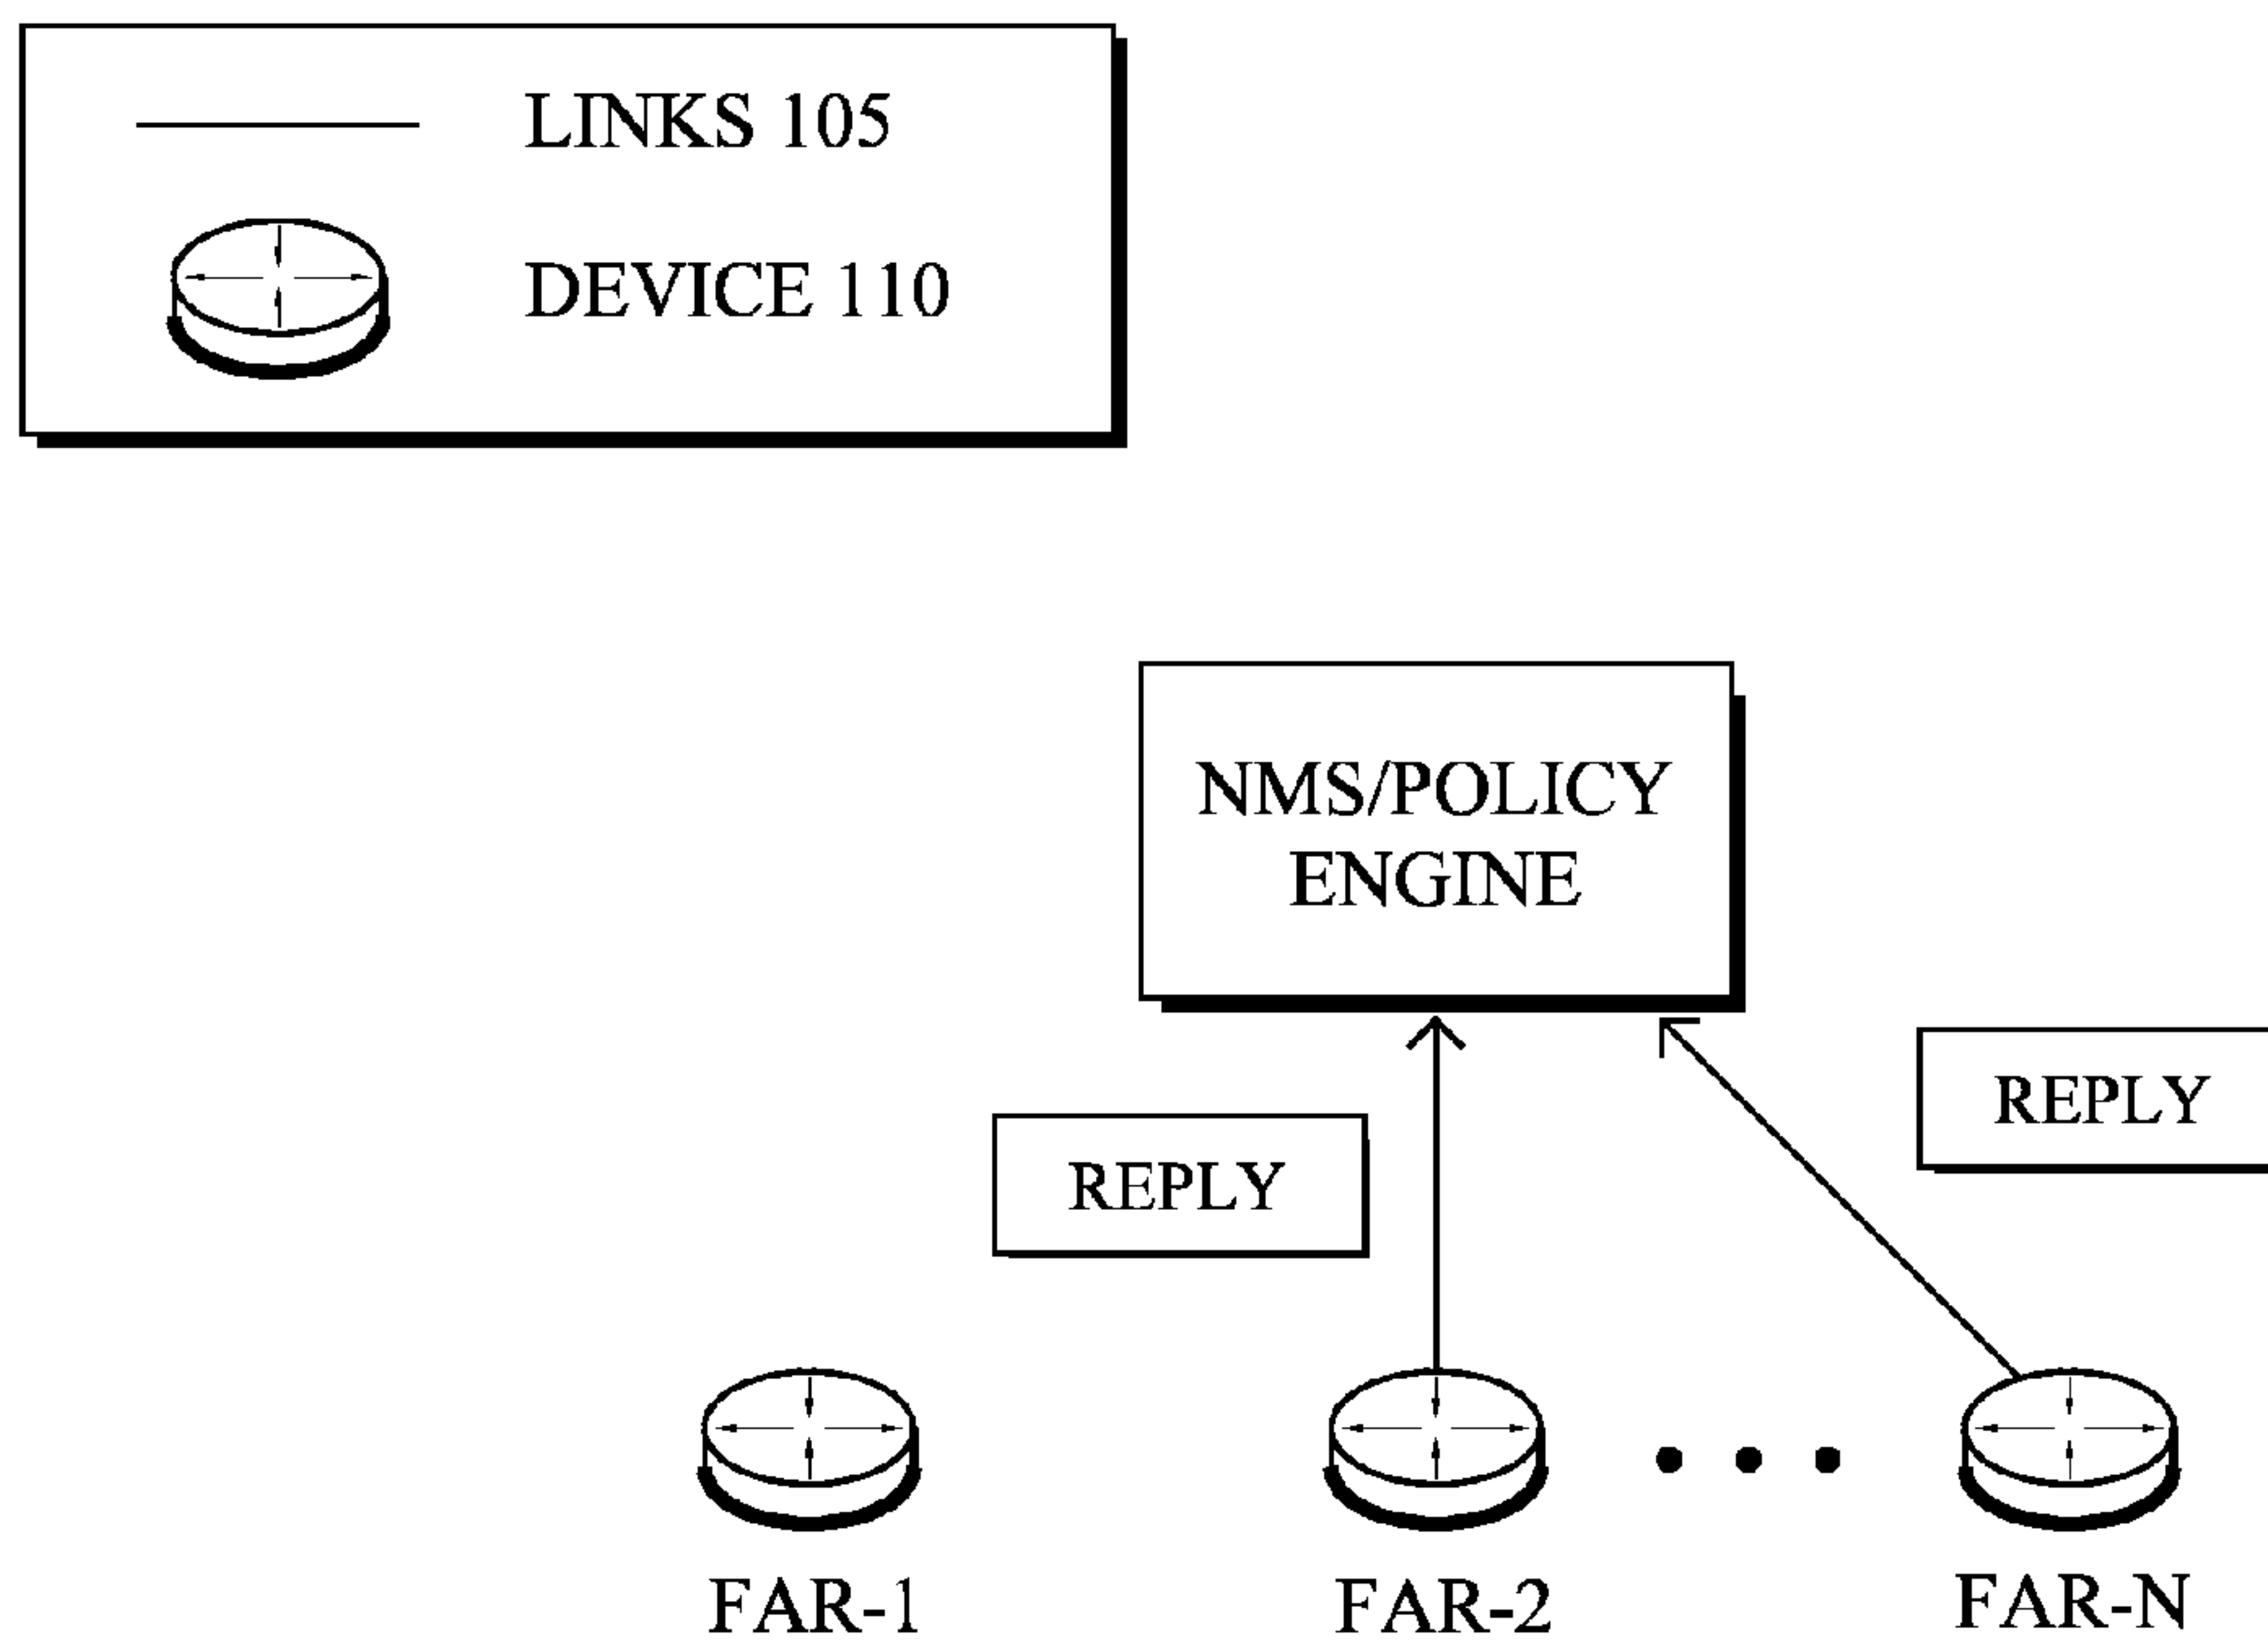 LINKS 105
DEVICE 110
NMS/POLICY
ENGINE
REPLY
REPLY
FAR-1
FAR-2
FAR-N